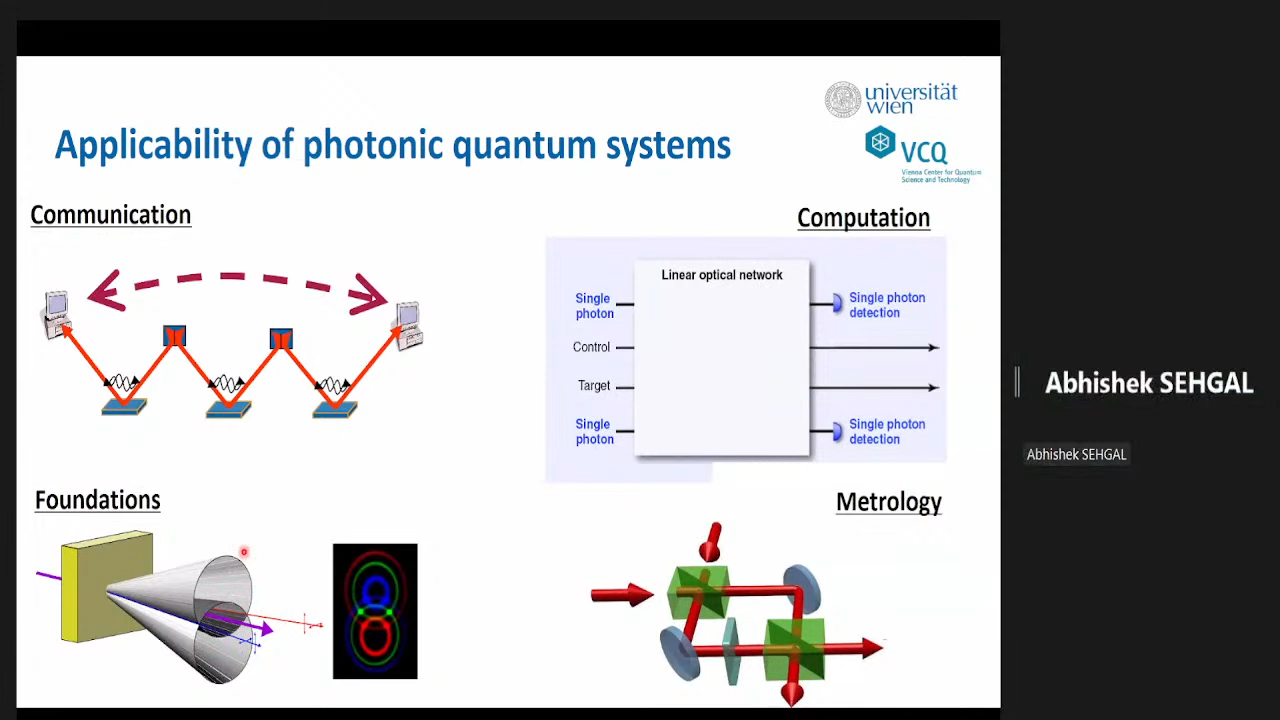 universität
wien
VCQ
Vienna Center for Quantum
Science and Technology
Applicability of photonic quantum systems
Communication
Computation
Linear optical network
Single
photon
Control
Target
Single
photon
Single photon
detection
Single photon
detection
Foundations
Metrology
Abhishek SEHGAL
Abhishek SEHGAL